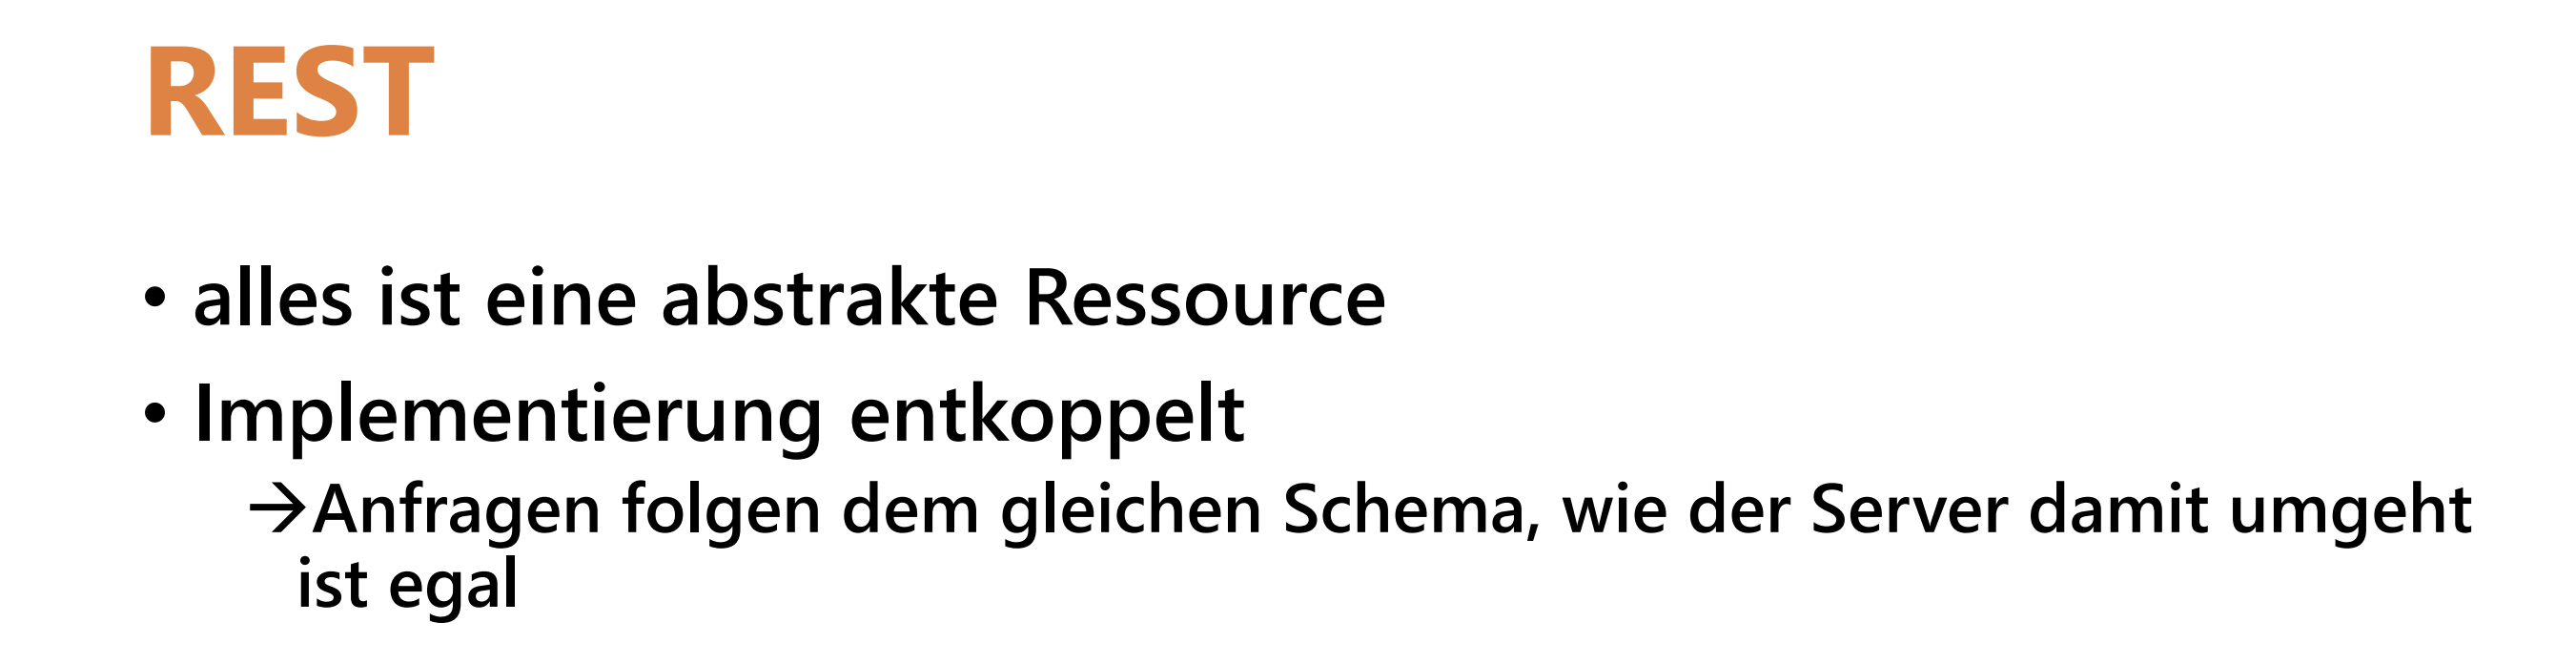 REST
• alles ist eine abstrakte Ressource
• Implementierung entkoppelt
→Anfragen folgen dem gleichen Schema, wie der Server damit umgeht
ist egal